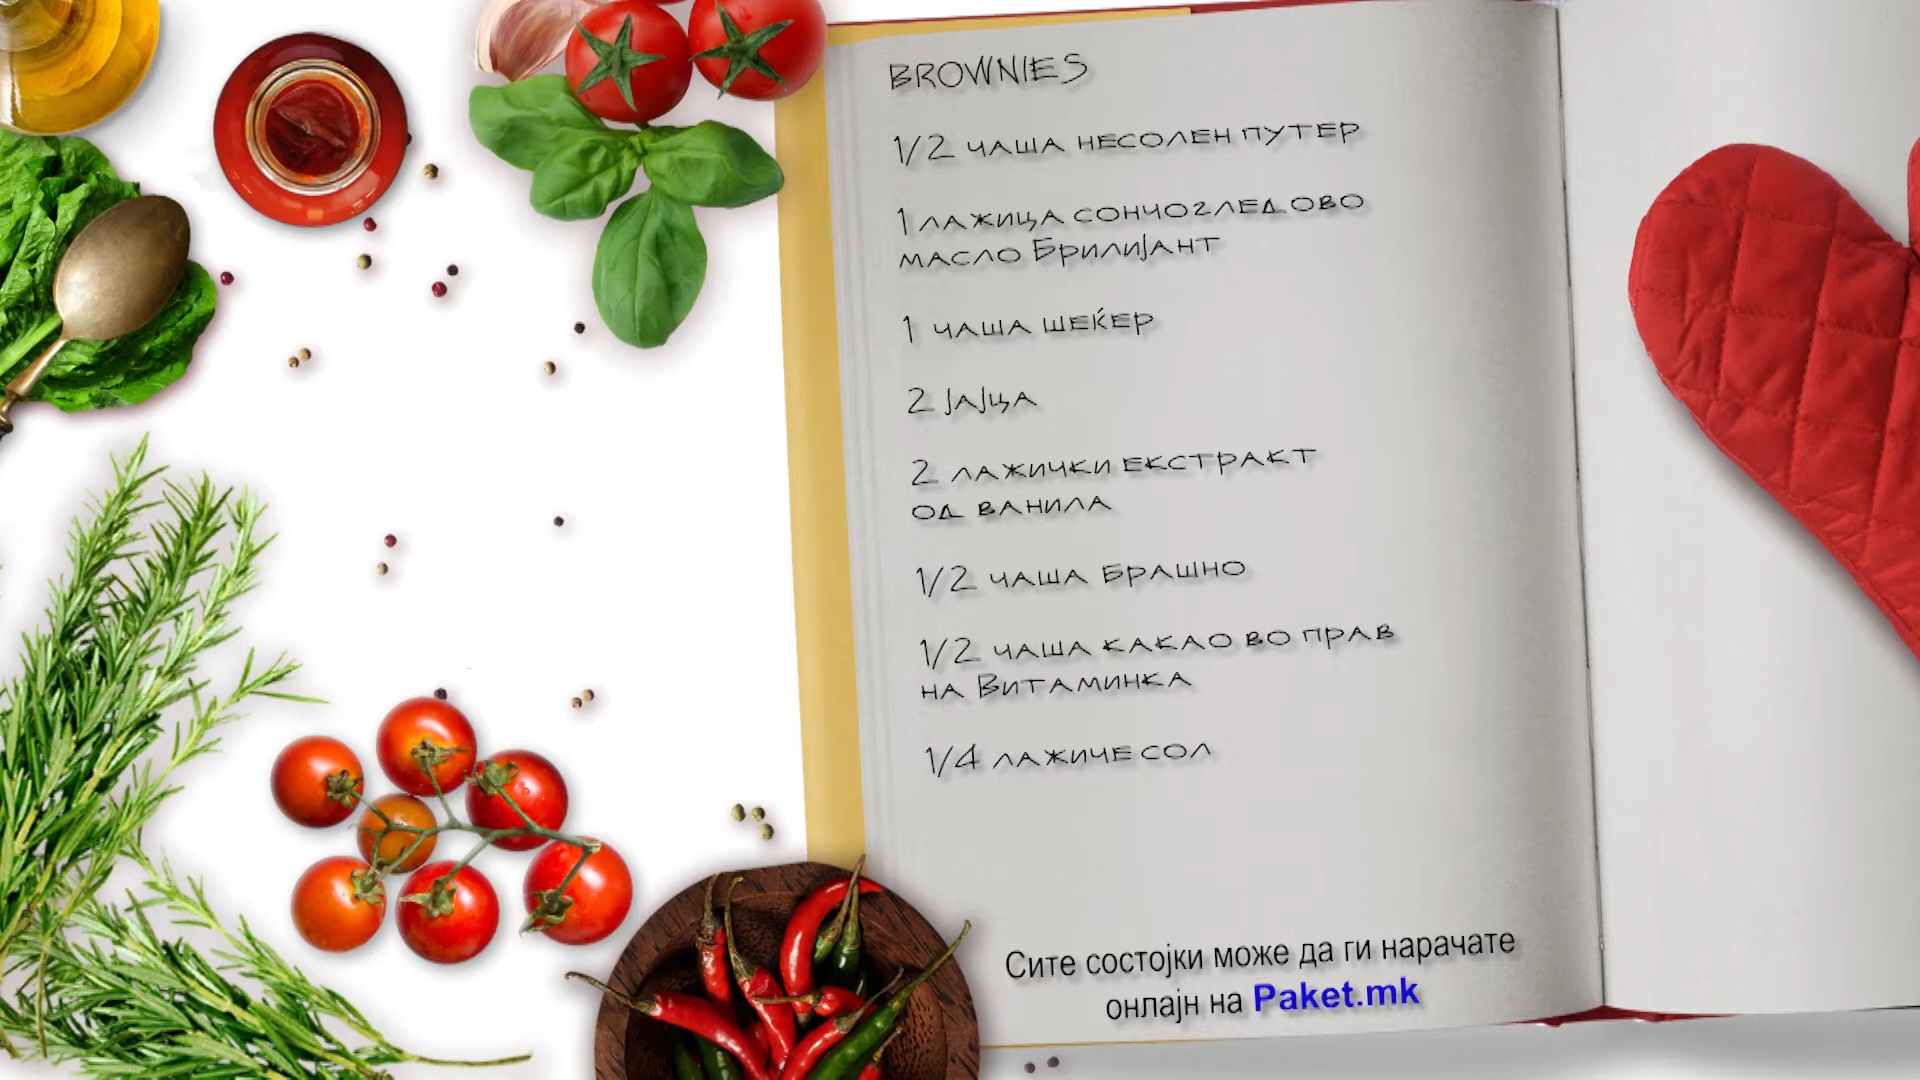 BROWNIES
1/2 чаша несолен путер
1 лажица сончогледово
масло Брилијант
1 чаша шеќер
2 јајца
2 лажички екстракт
од ванила
1/2 чаша брашно
1/2 чаша какао во прав
на Витаминка
1/4 лажиче сол
Сите состојки може да ги нарачате
онлајн на Paket.mk